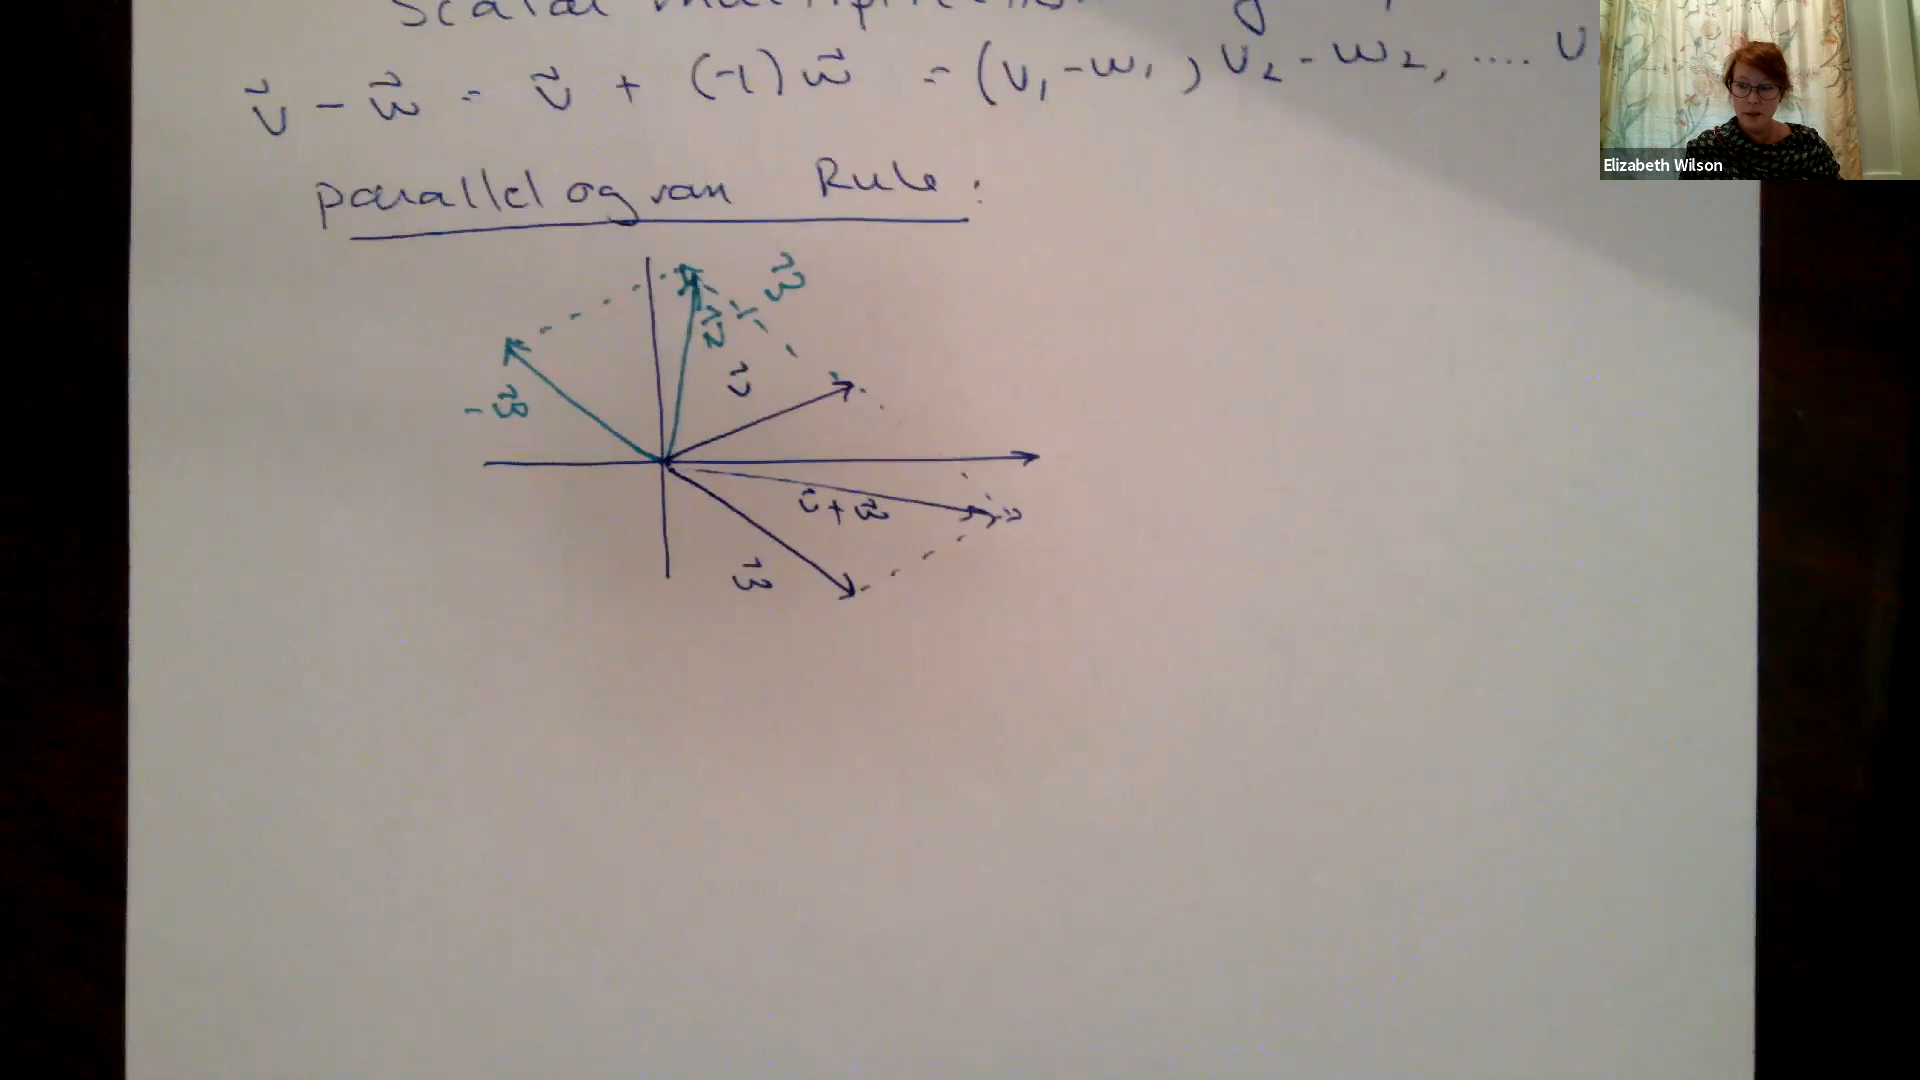 v⃗ - w⃗ = v⃗ + (-1) w⃗ = (v₁ - w₁, v₂ - w₂, .... v
Elizabeth Wilson
parallelogram Rule:
w⃗
v⃗
v⃗
- w⃗
v⃗ + w⃗
w⃗